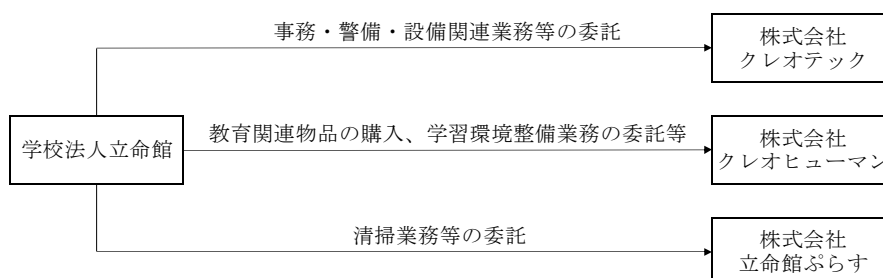 事務・警備・設備関連業務等の委託
株式会社
クレオテック
学校法人立命館
教育関連物品の購入、学習環境整備業務の委託等
株式会社
クレオヒューマン
清掃業務等の委託
株式会社
立命館ぷらす